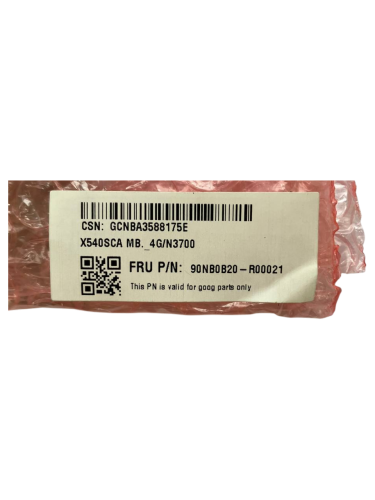 CSN: GCNBA3588175E
X540SCA MB._4G/N3700
FRU P/N: 90NB0B20-R00021
This PN is valid for goog parts only